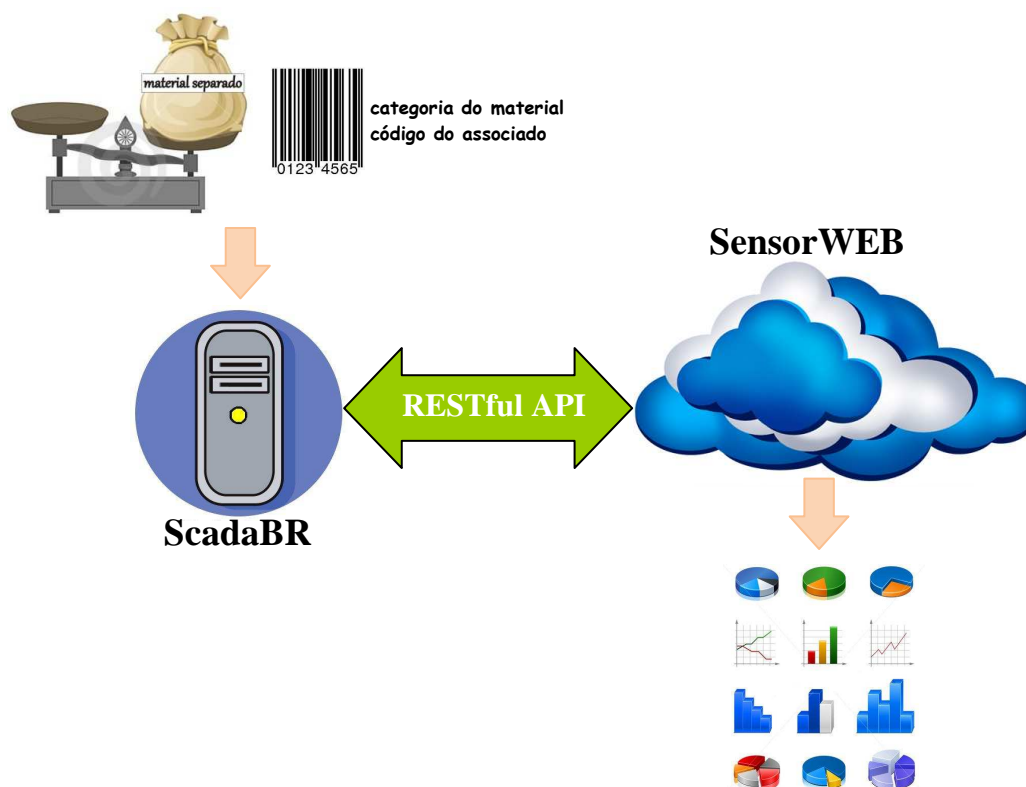 material separado
categoria do material
código do associado
0123 4565
SensorWEB
RESTful API
ScadaBR